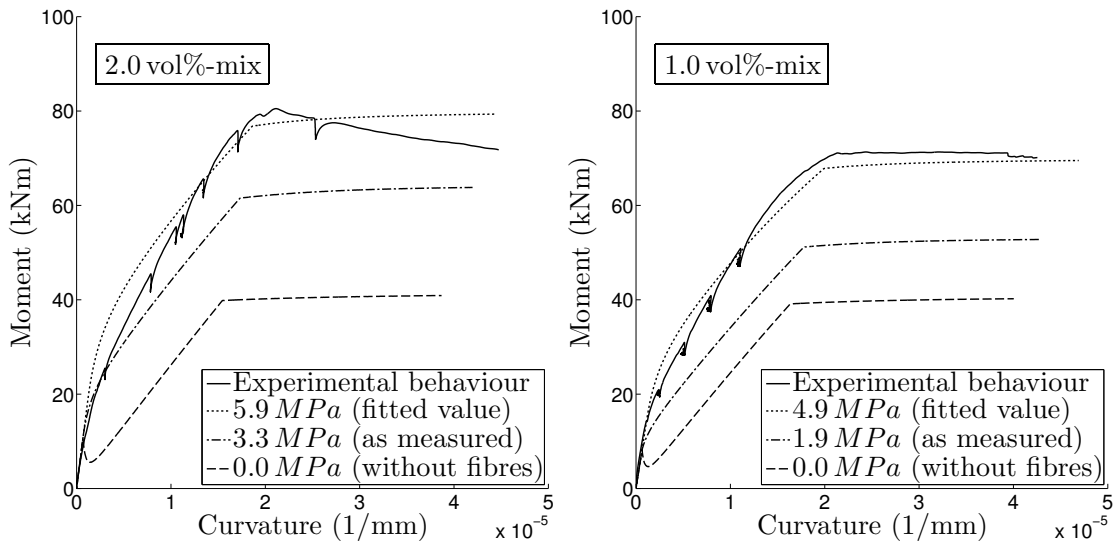 100
80
60
40
20
0
Moment (kNm)
2.0 vol%-mix
Experimental behaviour
5.9 MPa (fitted value)
3.3 MPa (as measured)
0.0 MPa (without fibres)
0 1 2 3 4 5
Curvature (1/mm)
x 10⁻⁵
100
80
60
40
20
0
Moment (kNm)
1.0 vol%-mix
Experimental behaviour
4.9 MPa (fitted value)
1.9 MPa (as measured)
0.0 MPa (without fibres)
0 1 2 3 4 5
Curvature (1/mm)
x 10⁻⁵